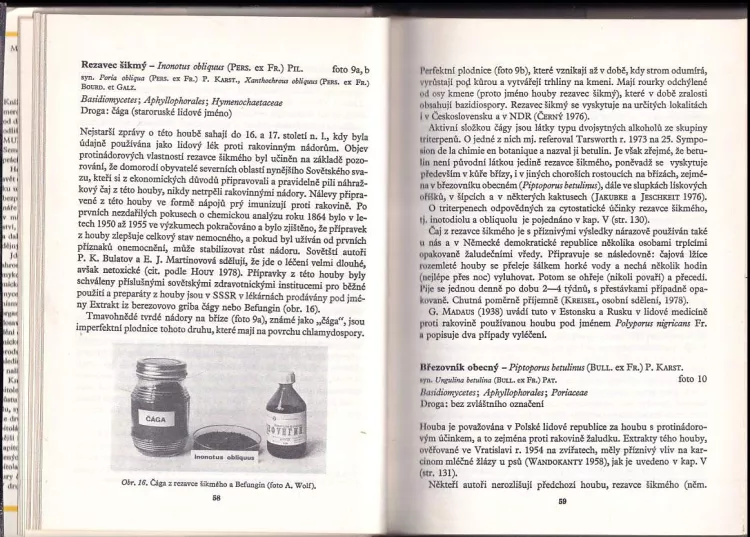 Rezavec šikmý – Inonotus obliquus (PERS. ex FR.) PIL. foto 9a, b
syn. Poria obliqua (PERS. ex FR.) P. KARST., Xanthochrous obliquus (PERS. ex FR.)
BOURD. et GALZ.
Basidiomycetes; Aphyllophorales; Hymenochaetaceae
Droga: čága (staroruské lidové jméno)
Nejstarší zprávy o této houbě sahají do 16. a 17. století n. l., kdy byla
údajně používána jako lidový lék proti rakovinným nádorům. Objev
protinádorových vlastností rezavce šikmého byl učiněn na základě pozo-
rování, že domorodí obyvatelé severních oblastí nynějšího Sovětského sva-
zu, kteří si z ekonomických důvodů připravovali a pravidelně pili náhraž-
kový čaj z této houby, nikdy netrpěli rakovinnými nádory. Nálevy připra-
vené z této houby ve formě nápojů prý imunizují proti rakovině. Po
prvních nezdařilých pokusech o chemickou analýzu roku 1864 bylo v le-
tech 1950 až 1955 ve výzkumech pokračováno a bylo zjištěno, že přípravek
z houby zlepšuje celkový stav nemocného, a pokud byl užíván od prvních
příznaků onemocnění, může stabilizovat růst nádoru. Sovětští autoři
P. K. Bulatov a E. J. Martinovová sdělují, že jde o léčení velmi dlouhé,
avšak netoxické (cit. podle HOUY 1978). Přípravky z této houby byly
schváleny příslušnými sovětskými zdravotnickými institucemi pro běžné
použití a preparáty z houby jsou v SSSR v lékárnách prodávány pod jmé-
ny Extrakt iz berezovego griba čágy nebo Befungin (obr. 16).
Tmavohnědé tvrdé nádory na bříze (foto 9a), známé jako „čága", jsou
imperfektní plodnice tohoto druhu, které mají na povrchu chlamydospory.
ČÁGA
inonotus obliquus
Obr. 16. Čága z rezavce šikmého a Befungin (foto A. Wolf).
58
Perfektní plodnice (foto 9b), které vznikají až v době, kdy strom odumírá,
vyrůstají pod kůrou a vytvářejí trhliny na kmeni. Mají rourky odchýlené
od osy kmene (proto jméno houby rezavec šikmý), které v době zralosti
obsahují bazidiospory. Rezavec šikmý se vyskytuje na určitých lokalitách
i v Československu a v NDR (ČERNÝ 1976).
Aktivní složkou čágy jsou látky typu dvojsytných alkoholů ze skupiny
triterpenů. O jedné z nich mj. referoval Tarsworth r. 1973 na 25. Sympo-
sion de la chimie en botanique a nazval ji betulin. Je však zřejmé, že betu-
lin není původní látkou jedině rezavce šikmého, poněvadž se vyskytuje
především v kůře břízy, i v jiných choroších rostoucích na břízách, zejmé-
na v březovníku obecném (Piptoporus betulinus), dále ve slupkách lískových
oříšků, v šípcích a v některých kaktusech (JAKUBKE a JESCHKEIT 1976).
O triterpenech odpovědných za cytostatické účinky rezavce šikmého,
tj. inotodiolu a obliquolu je pojednáno v kap. V (str. 130).
Čaj z rezavce šikmého je s příznivými výsledky nárazově používán také
u nás a v Německé demokratické republice několika osobami trpícími
opakovaně žaludečními vředy. Připravuje se následovně: čajová lžíce
rozemleté houby se přeleje šálkem horké vody a nechá několik hodin
(nejlépe přes noc) vyluhovat. Potom se ohřeje (nikoli povaří) a přecedí.
Pije se jednou denně po dobu 2—4 týdnů, s přestávkami případně opa-
kovaně. Chutná poměrně příjemně (KREISEL, osobní sdělení, 1978).
G. MADAUS (1938) uvádí tuto v Estonsku a Rusku v lidové medicíně
proti rakovině používanou houbu pod jménem Polyporus nigricans Fr.
a popisuje dva případy vyléčení.
Březovník obecný – Piptoporus betulinus (BULL. ex FR.) P. KARST.
syn. Ungulina betulina (BULL. ex FR.) PAT. foto 10
Basidiomycetes; Aphyllophorales; Poriaceae
Droga: bez zvláštního označení
Houba je považována v Polské lidové republice za houbu s protinádoro-
vým účinkem, a to zejména proti rakovině žaludku. Extrakty této houby,
ověřované ve Vratislavi r. 1954 na zvířatech, měly příznivý vliv na kar-
cinom mléčné žlázy u psů (WANDOKANTY 1958), jak je uvedeno v kap. V
(str. 131).
Někteří autoři nerozlišují předchozí houbu, rezavce šikmého (něm.
59